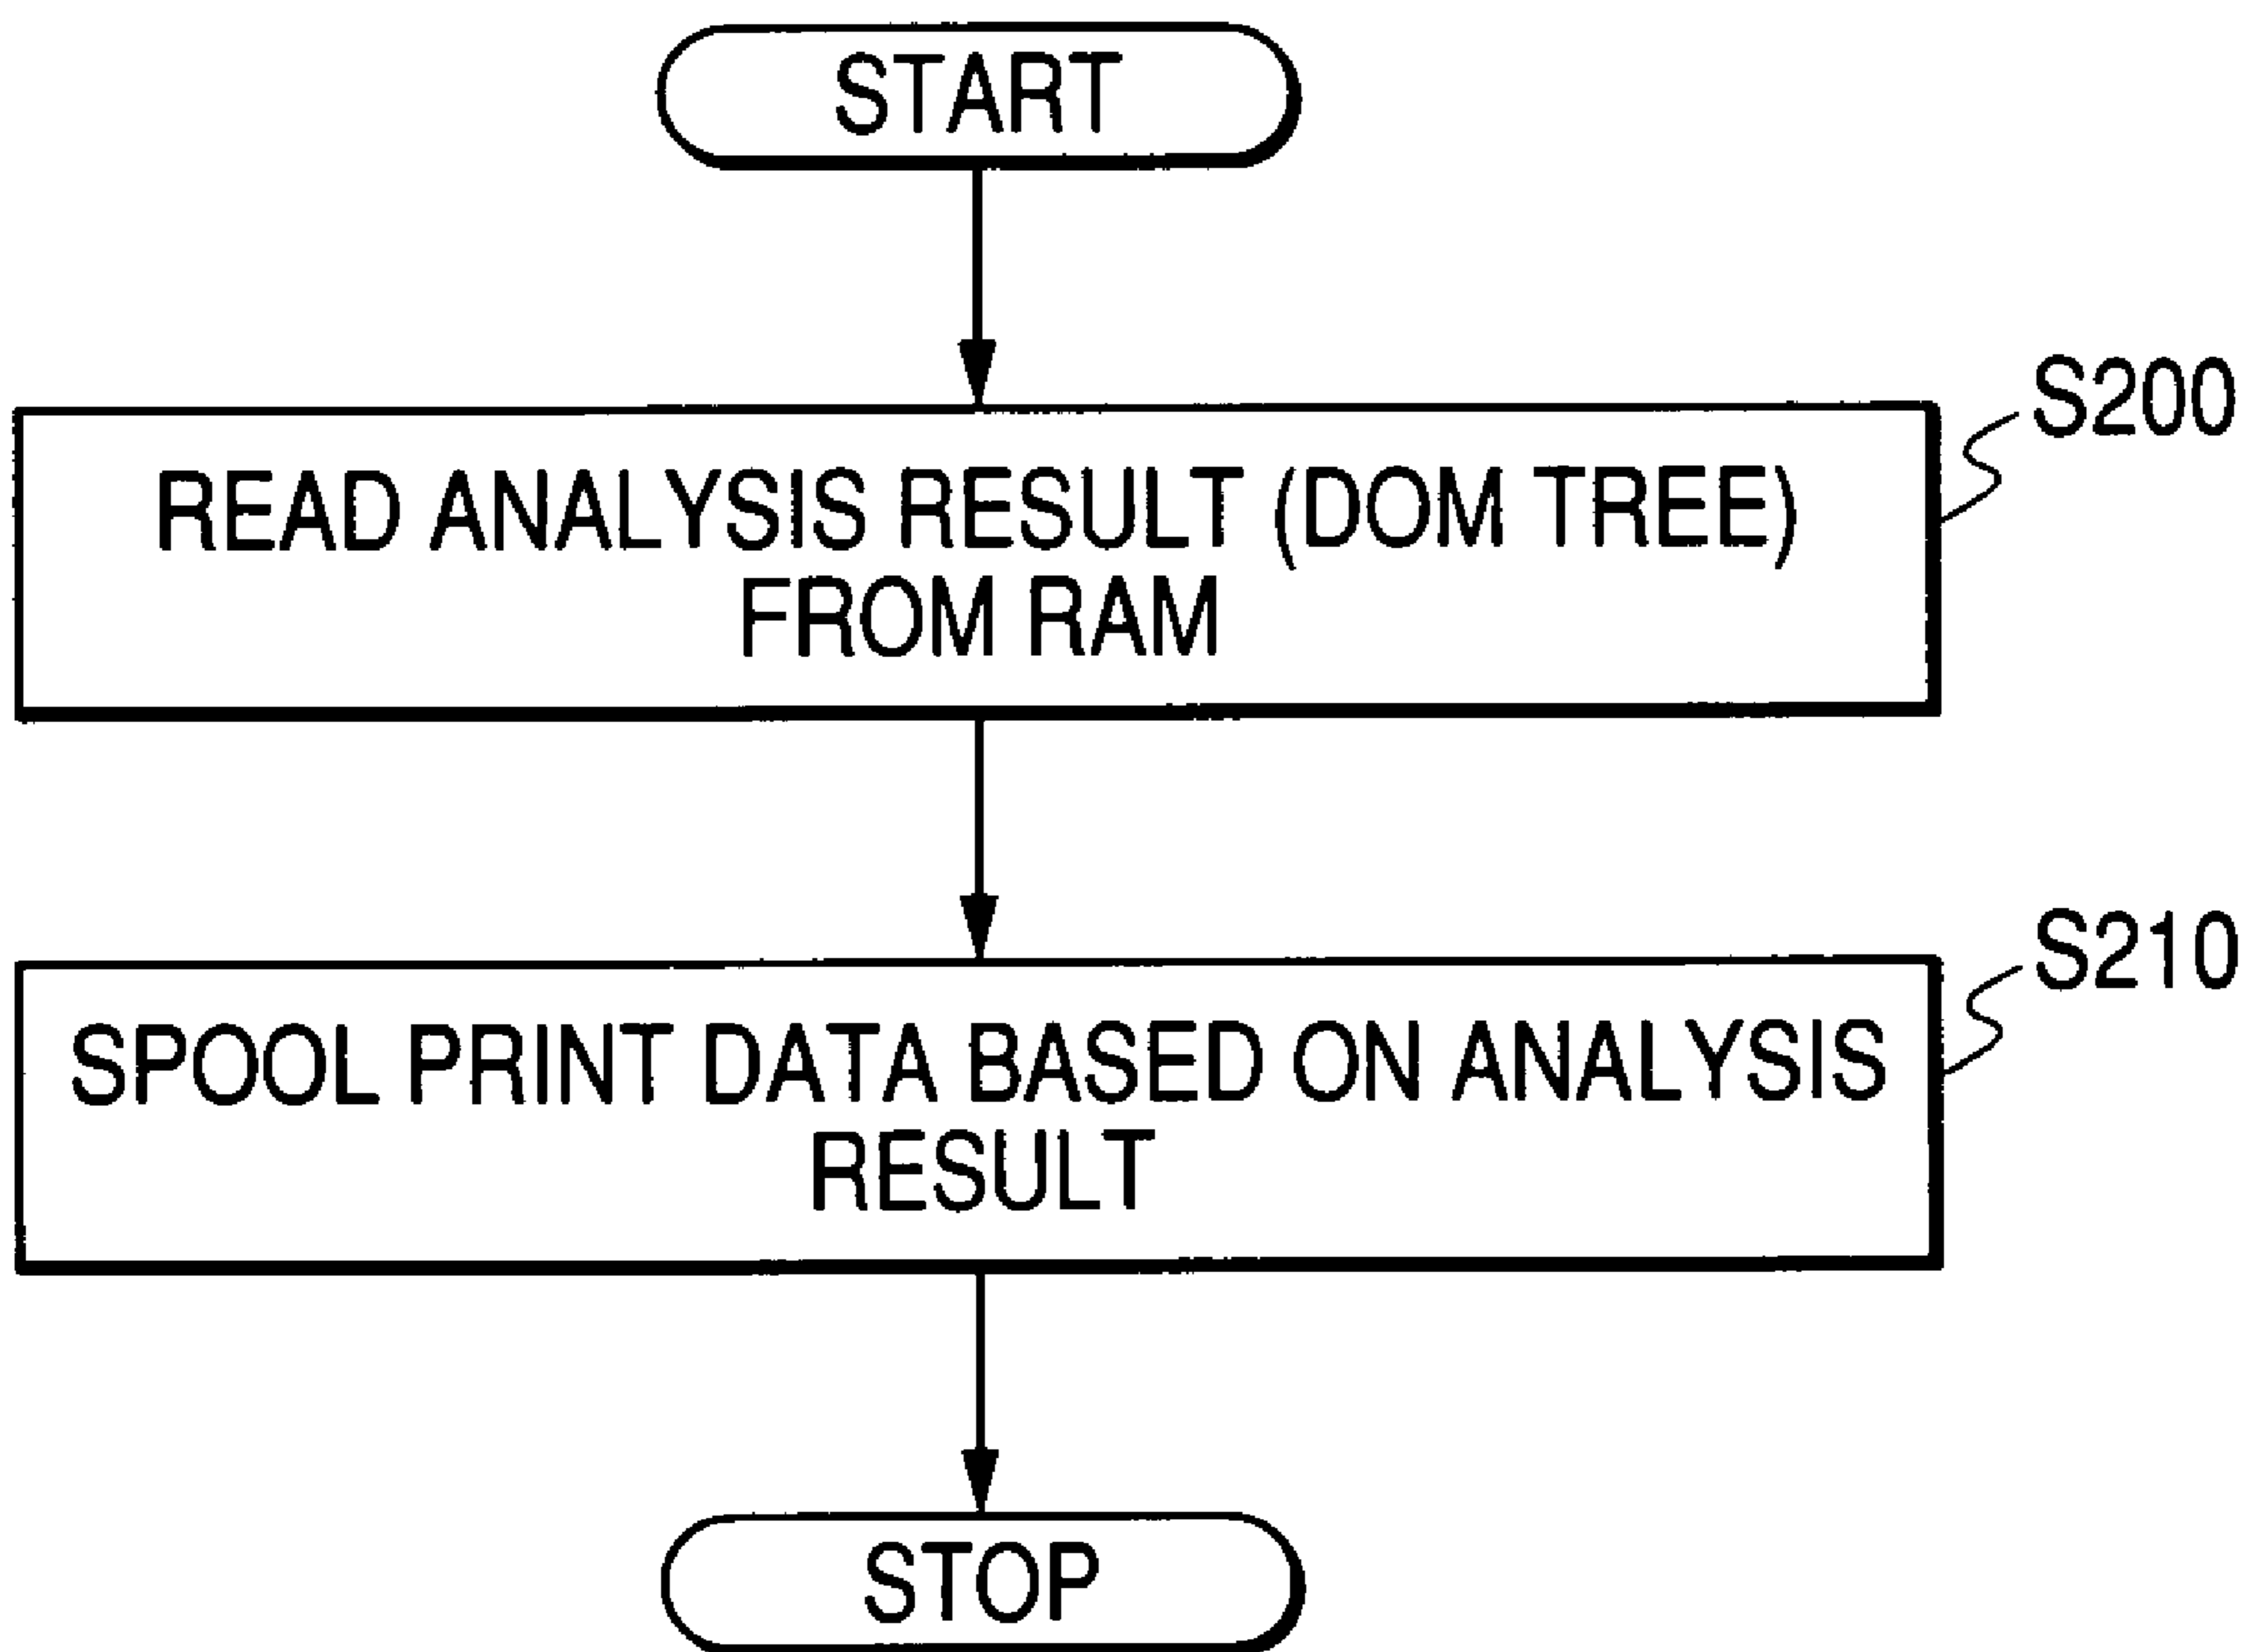 START
S200
READ ANALYSIS RESULT (DOM TREE)
FROM RAM
S210
SPOOL PRINT DATA BASED ON ANALYSIS
RESULT
STOP